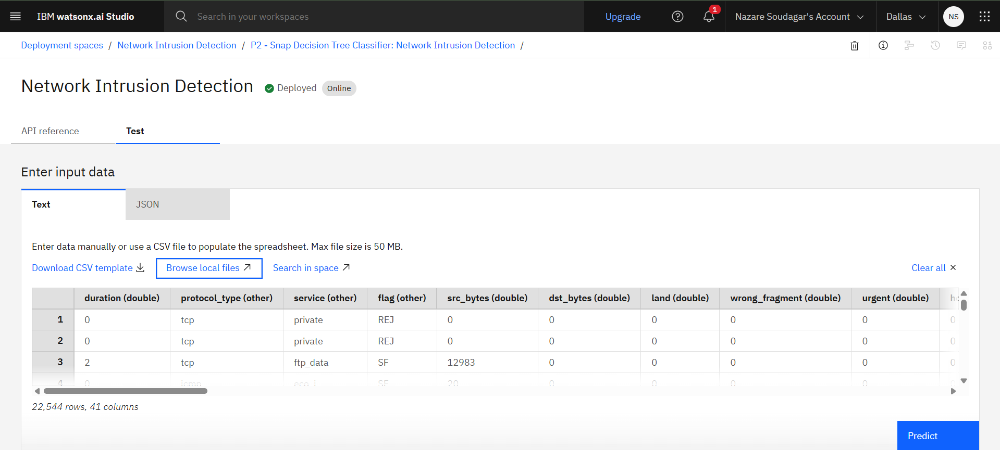 IBM watsonx.ai Studio
Search in your workspaces
Upgrade
1
Nazare Soudagar's Account
Dallas
NS
Deployment spaces / Network Intrusion Detection / P2 - Snap Decision Tree Classifier: Network Intrusion Detection /
Network Intrusion Detection Deployed Online
API reference Test
Enter input data
Text JSON
Enter data manually or use a CSV file to populate the spreadsheet. Max file size is 50 MB.
Download CSV template Browse local files Search in space Clear all
duration (double) protocol_type (other) service (other) flag (other) src_bytes (double) dst_bytes (double) land (double) wrong_fragment (double) urgent (double)
1 0 tcp private REJ 0 0 0 0 0 0
2 0 tcp private REJ 0 0 0 0 0 0
3 2 tcp ftp_data SF 12983 0 0 0 0 0
4 0 icmp eco_i SF 20 0 0 0 0 0
22,544 rows, 41 columns
Predict